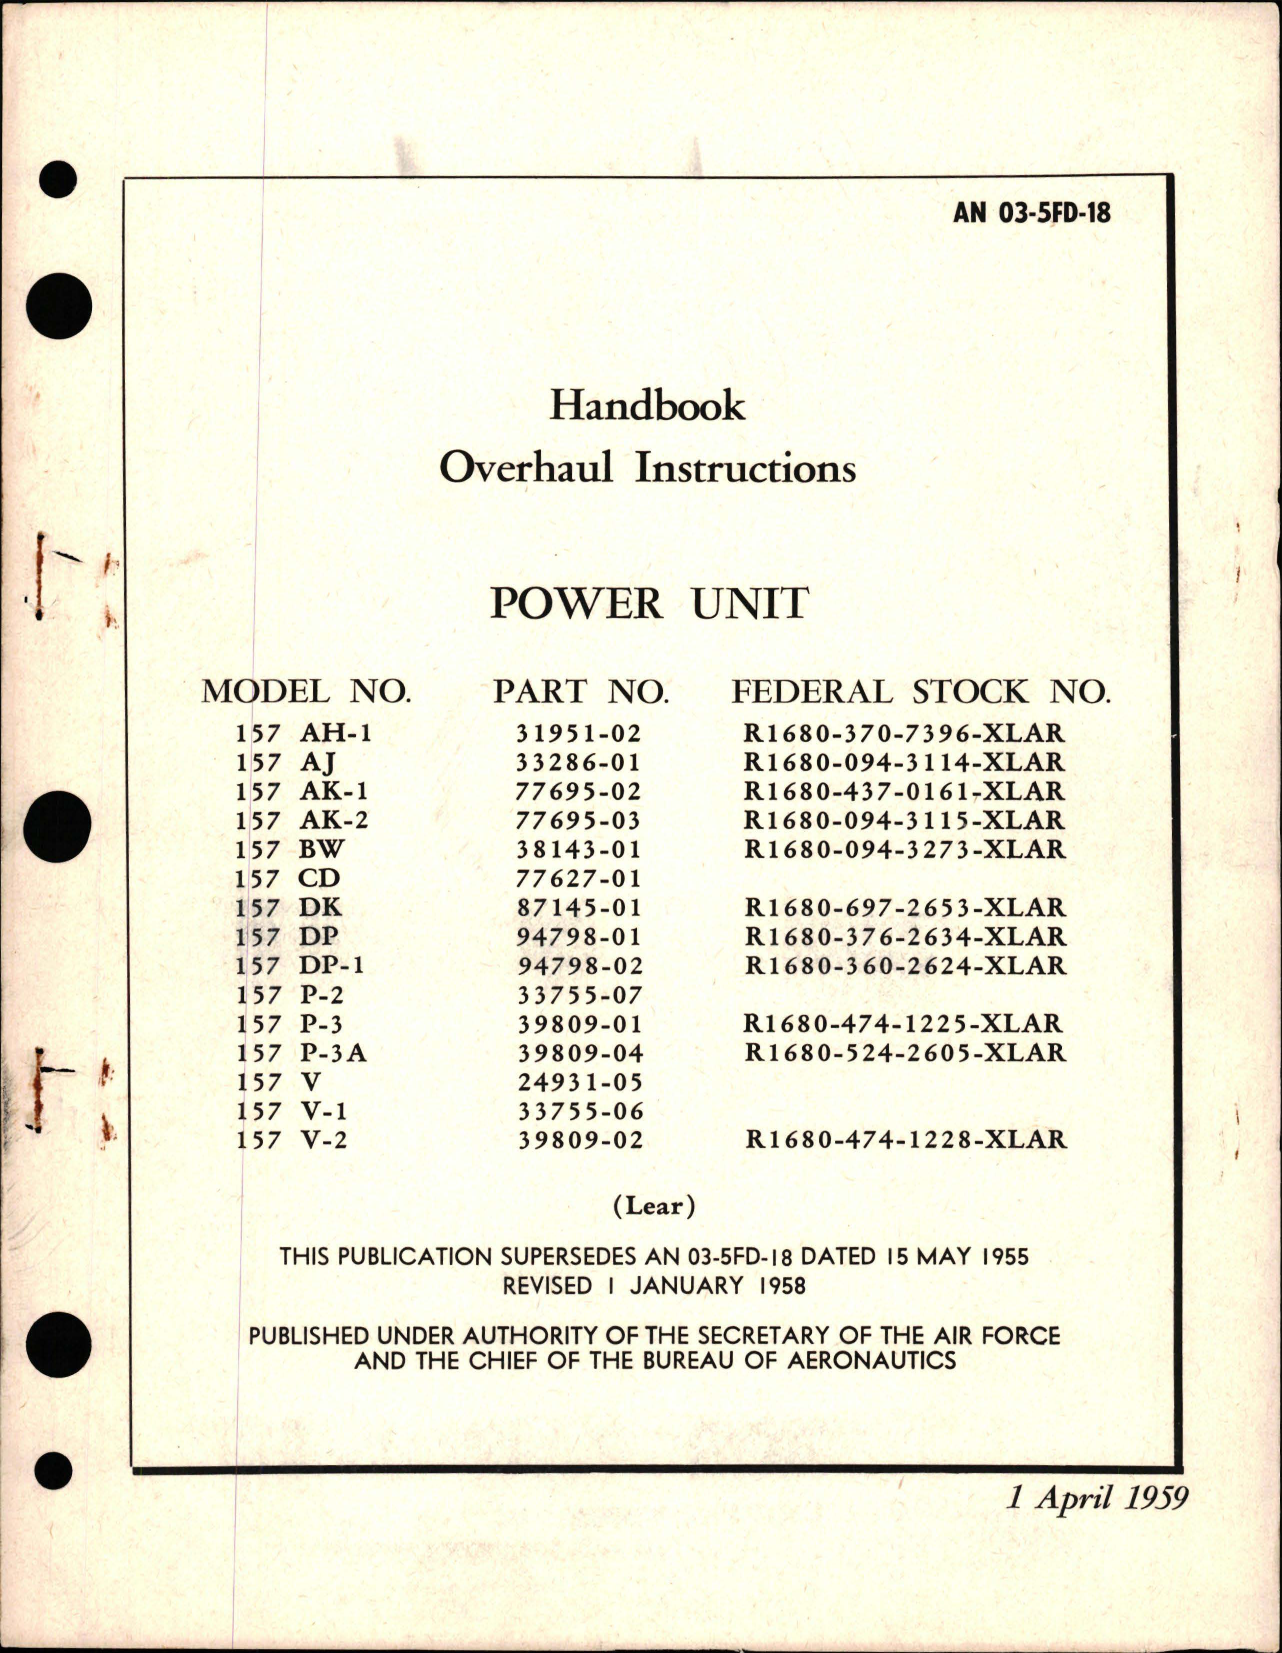 AN 03-5FD-18
Handbook
Overhaul Instructions
POWER UNIT
MODEL NO. PART NO. FEDERAL STOCK NO.
157 AH-1 31951-02 R1680-370-7396-XLAR
157 AJ 33286-01 R1680-094-3114-XLAR
157 AK-1 77695-02 R1680-437-0161-XLAR
157 AK-2 77695-03 R1680-094-3115-XLAR
157 BW 38143-01 R1680-094-3273-XLAR
157 CD 77627-01
157 DK 87145-01 R1680-697-2653-XLAR
157 DP 94798-01 R1680-376-2634-XLAR
157 DP-1 94798-02 R1680-360-2624-XLAR
157 P-2 33755-07
157 P-3 39809-01 R1680-474-1225-XLAR
157 P-3A 39809-04 R1680-524-2605-XLAR
157 V 24931-05
157 V-1 33755-06
157 V-2 39809-02 R1680-474-1228-XLAR
(Lear)
THIS PUBLICATION SUPERSEDES AN 03-5FD-18 DATED 15 MAY 1955
REVISED 1 JANUARY 1958
PUBLISHED UNDER AUTHORITY OF THE SECRETARY OF THE AIR FORCE
AND THE CHIEF OF THE BUREAU OF AERONAUTICS
1 April 1959